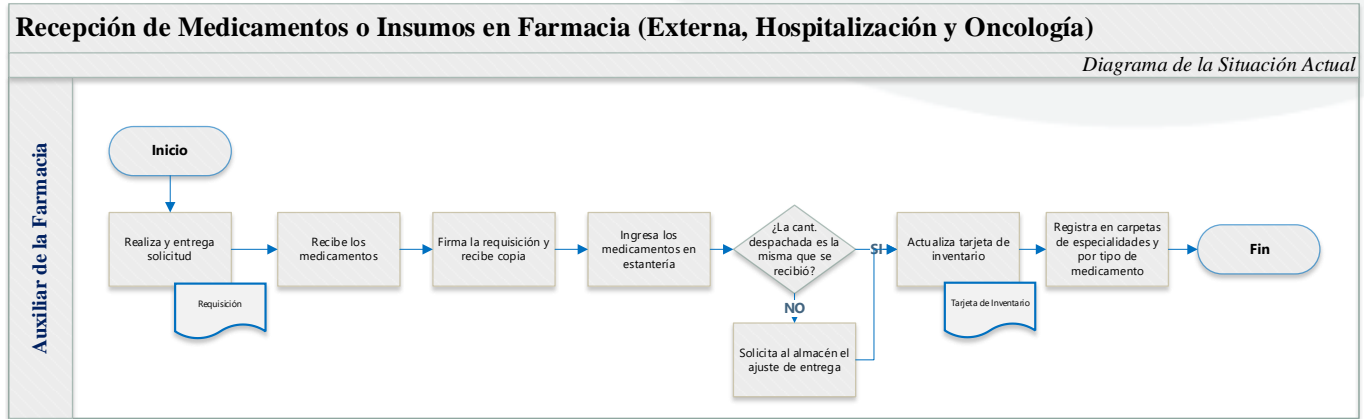 Recepción de Medicamentos o Insumos en Farmacia (Externa, Hospitalización y Oncología)
Diagrama de la Situación Actual
Auxiliar de la Farmacia
Inicio
Realiza y entrega
solicitud
Requisición
Recibe los
medicamentos
Firma la requisición y
recibe copia
Ingresa los
medicamentos en
estantería
¿La cant.
despachada es la
misma que se
recibió?
SI
NO
Solicita al almacén el
ajuste de entrega
Actualiza tarjeta de
inventario
Tarjeta de Inventario
Registra en carpetas
de especialidades y
por tipo de
medicamento
Fin